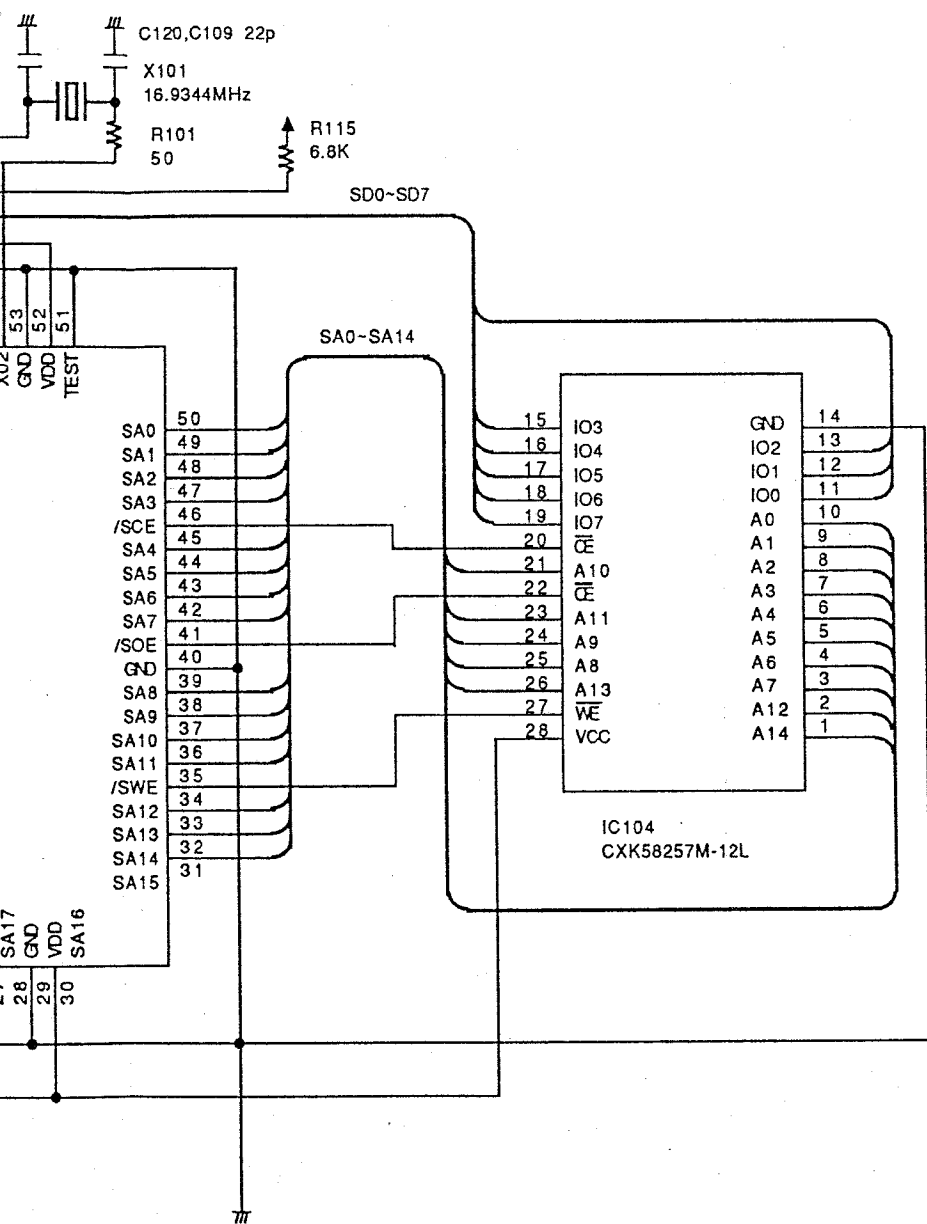 C120,C109 22p
X101
16.9344MHz
R101
50
R115
6.8K
SD0~SD7
53
52
51
X02
GND
VDD
TEST
SA0~SA14
SA0 50
SA1 49
SA2 48
SA3 47
/SCE 46
SA4 45
SA5 44
SA6 43
SA7 42
/SOE 41
GND 40
SA8 39
SA9 38
SA10 37
SA11 36
/SWE 35
SA12 34
SA13 33
SA14 32
SA15 31
SA17
GND
VDD
SA16
28
29
30
15 IO3
16 IO4
17 IO5
18 IO6
19 IO7
20 CE
21 A10
22 CE
23 A11
24 A9
25 A8
26 A13
27 WE
28 VCC
GND 14
IO2 13
IO1 12
IO0 11
A0 10
A1 9
A2 8
A3 7
A4 6
A5 5
A6 4
A7 3
A12 2
A14 1
IC104
CXK58257M-12L